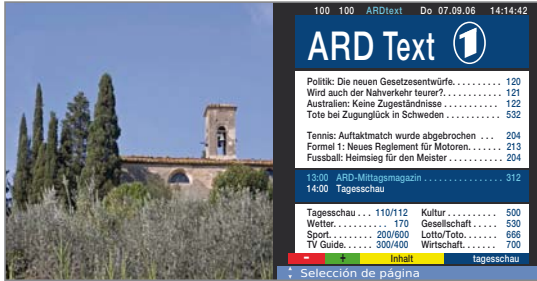 100 100 ARDtext Do 07.09.06 14:14:42
ARD Text 1
Politik: Die neuen Gesetzesentwürfe. . . . . . . . . . 120
Wird auch der Nahverkehr teurer?. . . . . . . . . . . 121
Australien: Keine Zugeständnisse . . . . . . . . . . . 122
Tote bei Zugunglück in Schweden . . . . . . . . . . . 532
Tennis: Auftaktmatch wurde abgebrochen . . . 204
Formel 1: Neues Reglement für Motoren. . . . . . . 213
Fussball: Heimsieg für den Meister . . . . . . . . . . . 204
13:00 ARD-Mittagsmagazin . . . . . . . . . . . . . . . . 312
14:00 Tagesschau
Tagesschau . . . 110/112 Kultur . . . . . . . . . 500
Wetter. . . . . . . . . . 170 Gesellschaft . . . . . 530
Sport. . . . . . . . . 200/600 Lotto/Toto. . . . . . 666
TV Guide. . . . . . 300/400 Wirtschaft. . . . . . . 700
- + Inhalt tagesschau
Selección de página